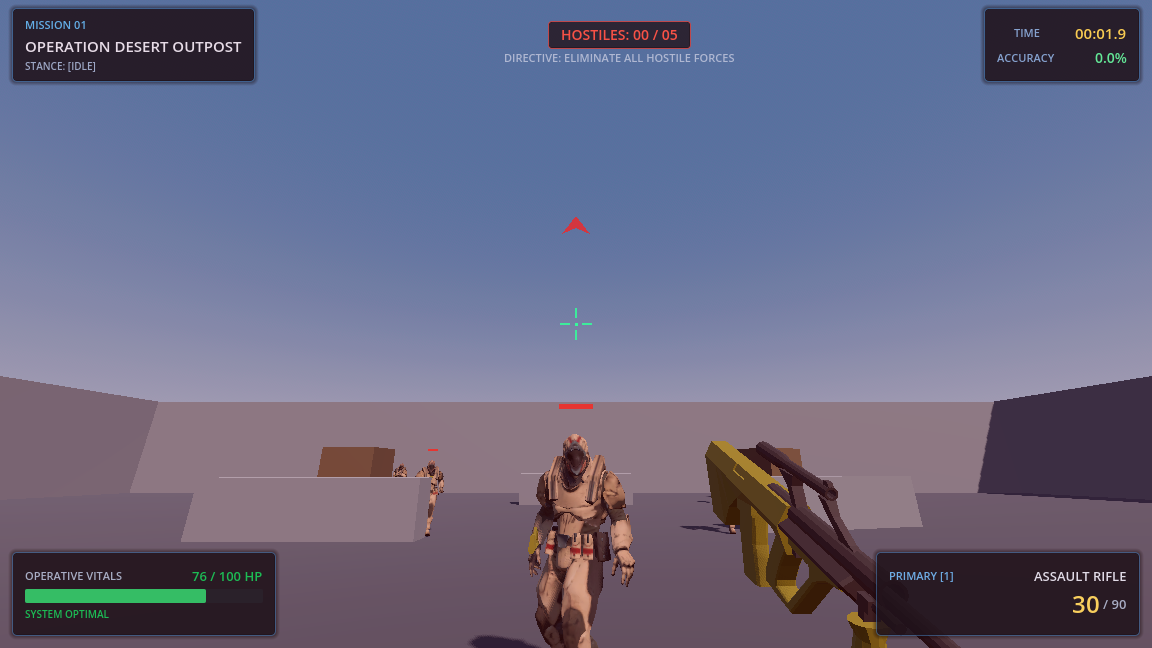 MISSION 01
OPERATION DESERT OUTPOST
STANCE: [IDLE]
HOSTILES: 00 / 05
DIRECTIVE: ELIMINATE ALL HOSTILE FORCES
TIME 00:01.9
ACCURACY 0.0%
OPERATIVE VITALS 76 / 100 HP
SYSTEM OPTIMAL
PRIMARY [1] ASSAULT RIFLE
30 / 90